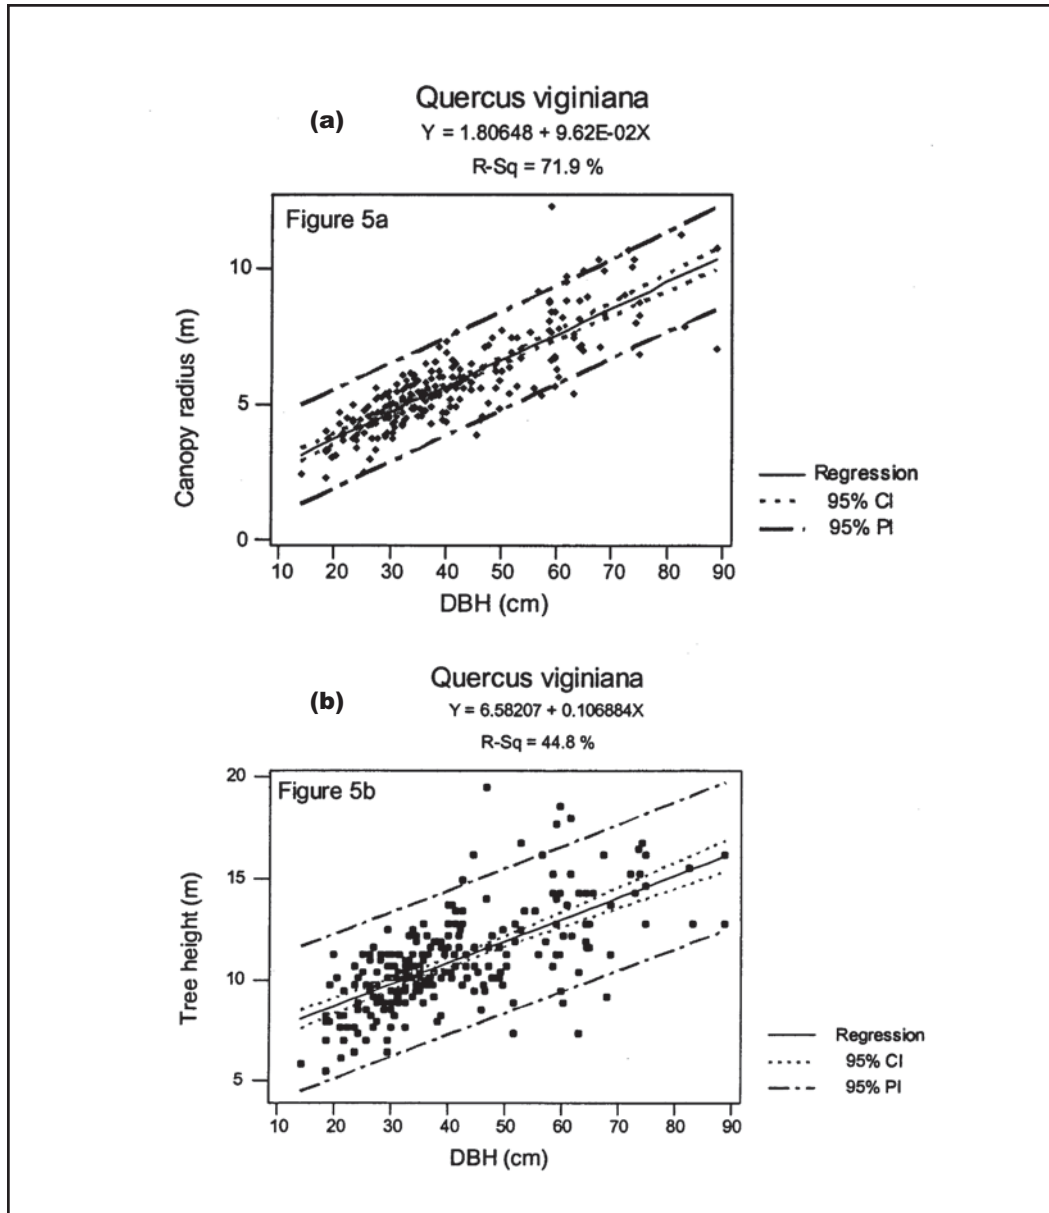 Quercus viginiana
(a)
Y = 1.80648 + 9.62E-02X
R-Sq = 71.9 %
Figure 5a
10
5
0
Canopy radius (m)
10 20 30 40 50 60 70 80 90
DBH (cm)
Regression
95% CI
95% PI
Quercus viginiana
(b)
Y = 6.58207 + 0.106884X
R-Sq = 44.8 %
Figure 5b
20
15
10
5
Tree height (m)
10 20 30 40 50 60 70 80 90
DBH (cm)
Regression
95% CI
95% PI